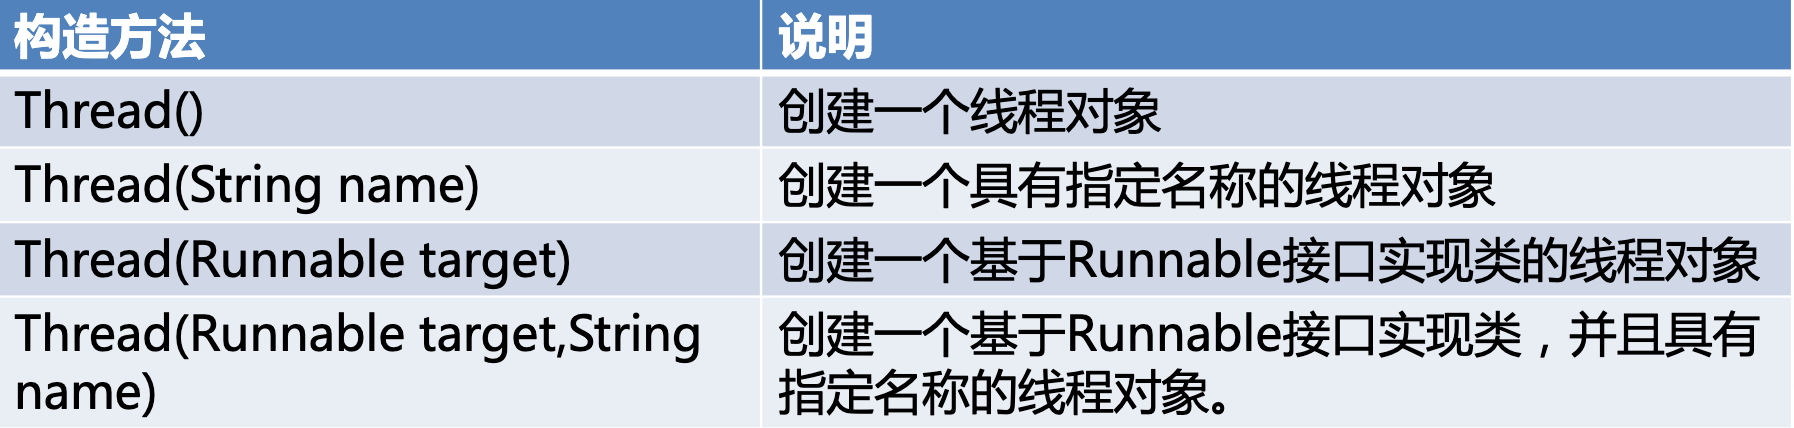 构造方法 说明
Thread() 创建一个线程对象
Thread(String name) 创建一个具有指定名称的线程对象
Thread(Runnable target) 创建一个基于Runnable接口实现类的线程对象
Thread(Runnable target,String
name)
创建一个基于Runnable接口实现类，并且具有
指定名称的线程对象。